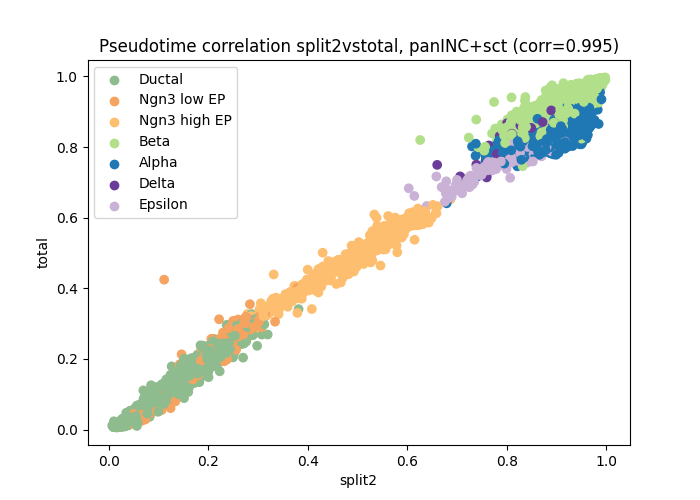 Pseudotime correlation split2vstotal, panINC+sct (corr=0.995)
Ductal
Ngn3 low EP
Ngn3 high EP
Beta
Alpha
Delta
Epsilon
1.0
0.8
0.6
0.4
0.2
0.0
total
0.0 0.2 0.4 0.6 0.8 1.0
split2